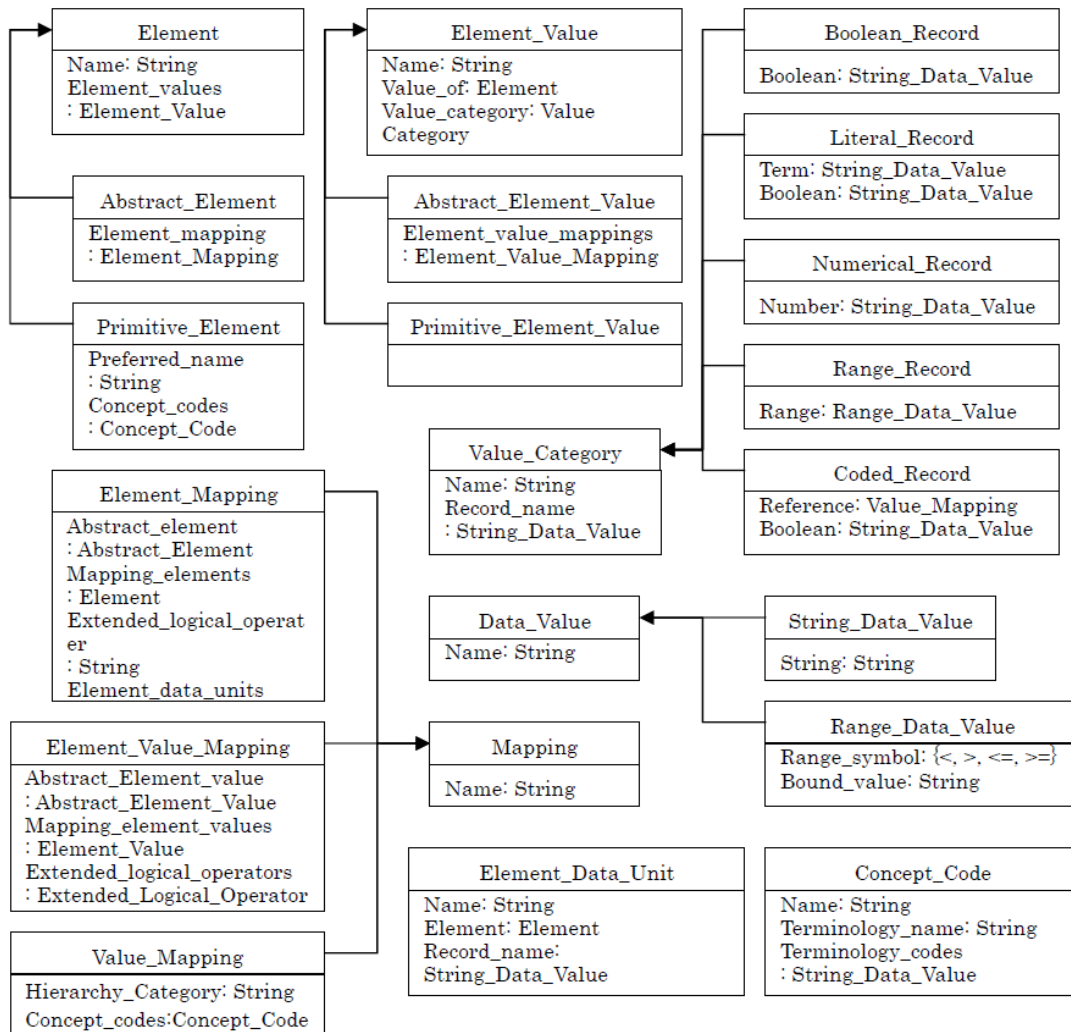 Element
Name: String
Element_values
: Element_Value
Abstract_Element
Element_mapping
: Element_Mapping
Primitive_Element
Preferred_name
: String
Concept_codes
: Concept_Code
Element_Value
Name: String
Value_of: Element
Value_category: Value
Category
Abstract_Element_Value
Element_value_mappings
: Element_Value_Mapping
Primitive_Element_Value
Boolean_Record
Boolean: String_Data_Value
Literal_Record
Term: String_Data_Value
Boolean: String_Data_Value
Numerical_Record
Number: String_Data_Value
Range_Record
Range: Range_Data_Value
Coded_Record
Reference: Value_Mapping
Boolean: String_Data_Value
Value_Category
Name: String
Record_name
: String_Data_Value
Element_Mapping
Abstract_element
: Abstract_Element
Mapping_elements
: Element
Extended_logical_operat
er
: String
Element_data_units
Element_Value_Mapping
Abstract_Element_value
: Abstract_Element_Value
Mapping_element_values
: Element_Value
Extended_logical_operators
: Extended_Logical_Operator
Value_Mapping
Hierarchy_Category: String
Concept_codes:Concept_Code
Data_Value
Name: String
String_Data_Value
String: String
Range_Data_Value
Range_symbol: {<, >, <=, >=}
Bound_value: String
Mapping
Name: String
Element_Data_Unit
Name: String
Element: Element
Record_name:
String_Data_Value
Concept_Code
Name: String
Terminology_name: String
Terminology_codes
: String_Data_Value